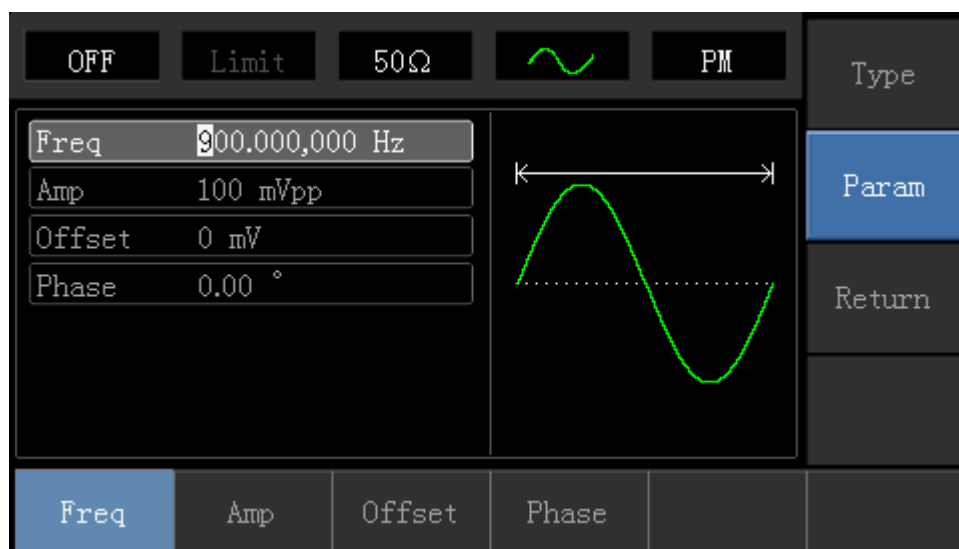 OFF Limit 50Ω PM
Type
Freq 900.000,000 Hz
Amp 100 mVpp
Param
Offset 0 mV
Phase 0.00 °
Return
Freq Amp Offset Phase